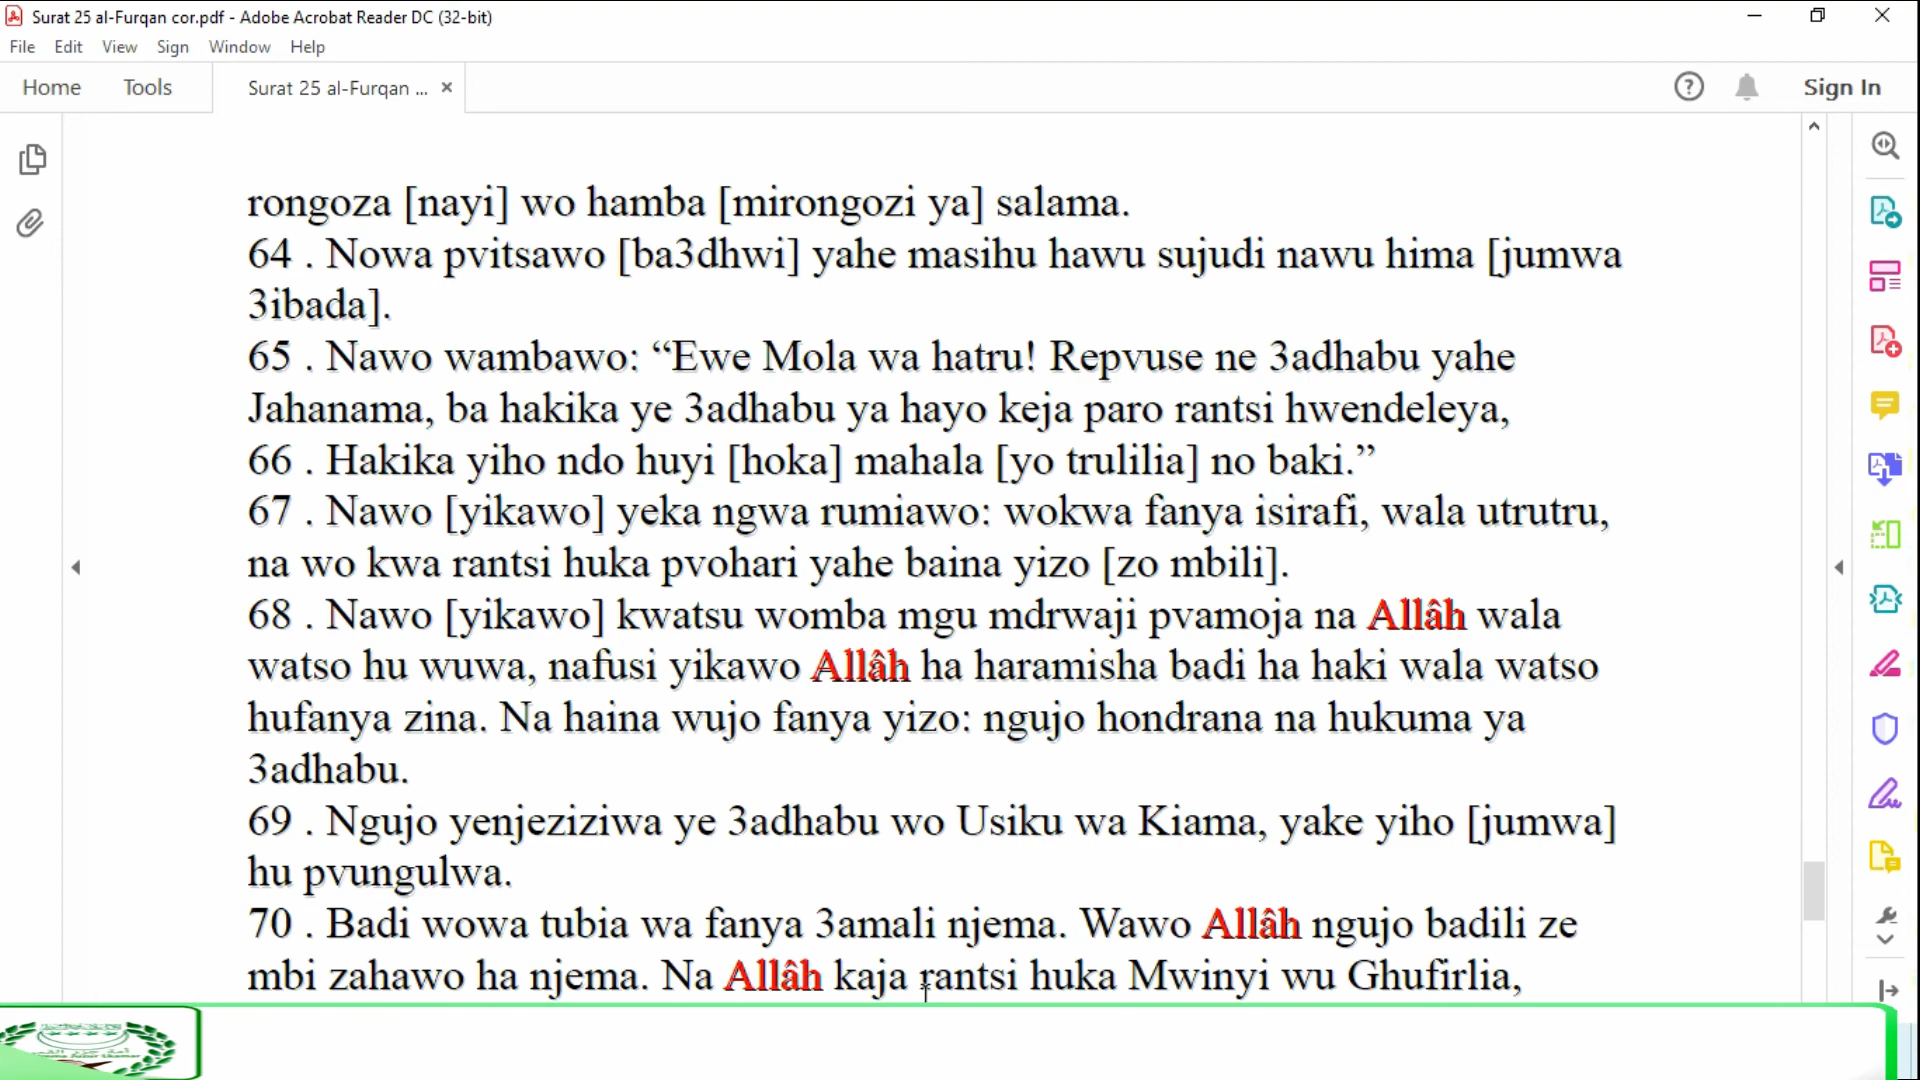 Surat 25 al-Furqan cor.pdf - Adobe Acrobat Reader DC (32-bit)
File Edit View Sign Window Help
Home Tools Surat 25 al-Furqan ... × Sign In
rongoza [nayi] wo hamba [mirongozi ya] salama.
64 . Nowa pvitsawo [ba3dhwi] yahe masihu hawu sujudi nawu hima [jumwa
3ibada].
65 . Nawo wambawo: “Ewe Mola wa hatru! Repvuse ne 3adhabu yahe
Jahanama, ba hakika ye 3adhabu ya hayo keja paro rantsi hwendeleya,
66 . Hakika yiho ndo huyi [hoka] mahala [yo trulilia] no baki.”
67 . Nawo [yikawo] yeka ngwa rumiawo: wokwa fanya isirafi, wala utrutru,
na wo kwa rantsi huka pvohari yahe baina yizo [zo mbili].
68 . Nawo [yikawo] kwatsu womba mgu mdrwaji pvamoja na Allâh wala
watso hu wuwa, nafusi yikawo Allâh ha haramisha badi ha haki wala watso
hufanya zina. Na haina wujo fanya yizo: ngujo hondrana na hukuma ya
3adhabu.
69 . Ngujo yenjeziziwa ye 3adhabu wo Usiku wa Kiama, yake yiho [jumwa]
hu pvungulwa.
70 . Badi wowa tubia wa fanya 3amali njema. Wawo Allâh ngujo badili ze
mbi zahawo ha njema. Na Allâh kaja rantsi huka Mwinyi wu Ghufirlia,